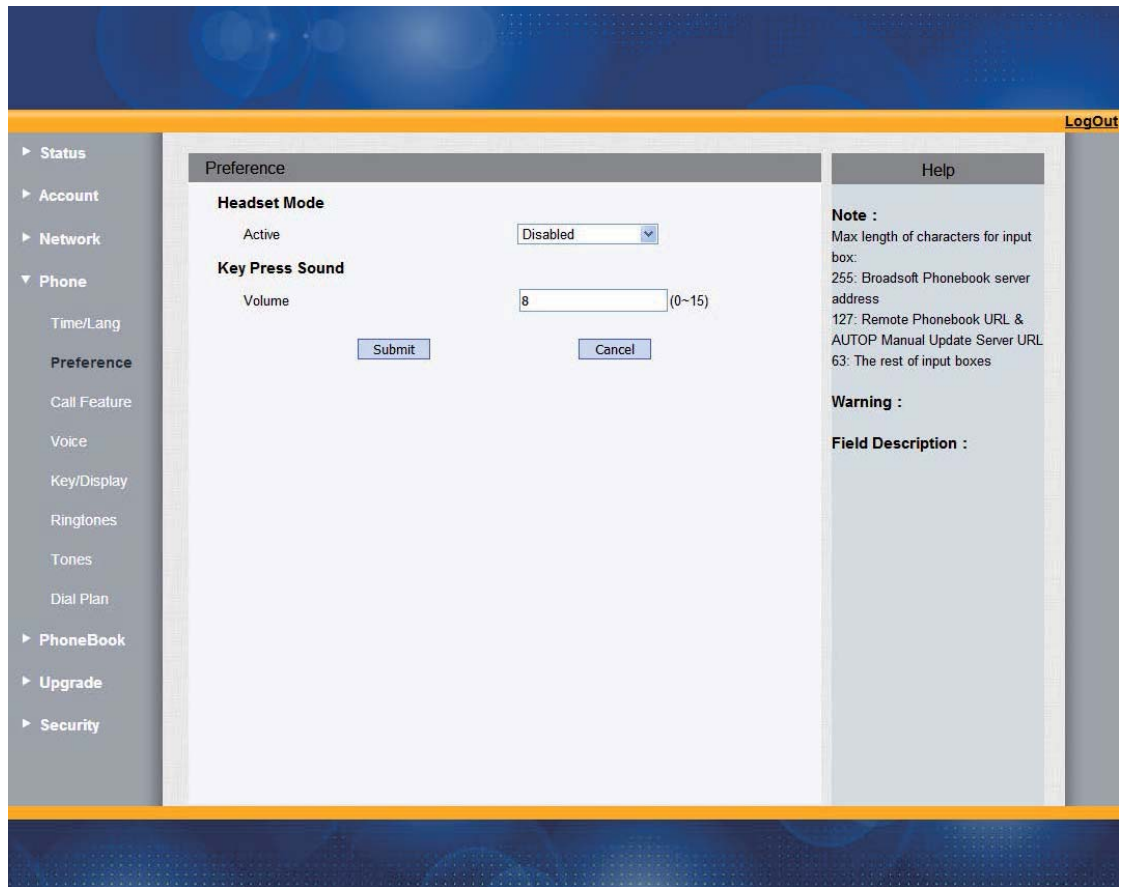 LogOut
Status
Account
Network
Phone
Time/Lang
Preference
Call Feature
Voice
Key/Display
Ringtones
Tones
Dial Plan
PhoneBook
Upgrade
Security
Preference
Headset Mode
Active Disabled
Key Press Sound
Volume 8 (0~15)
Submit Cancel
Help
Note :
Max length of characters for input
box:
255: Broadsoft Phonebook server
address
127: Remote Phonebook URL &
AUTOP Manual Update Server URL
63: The rest of input boxes
Warning :
Field Description :